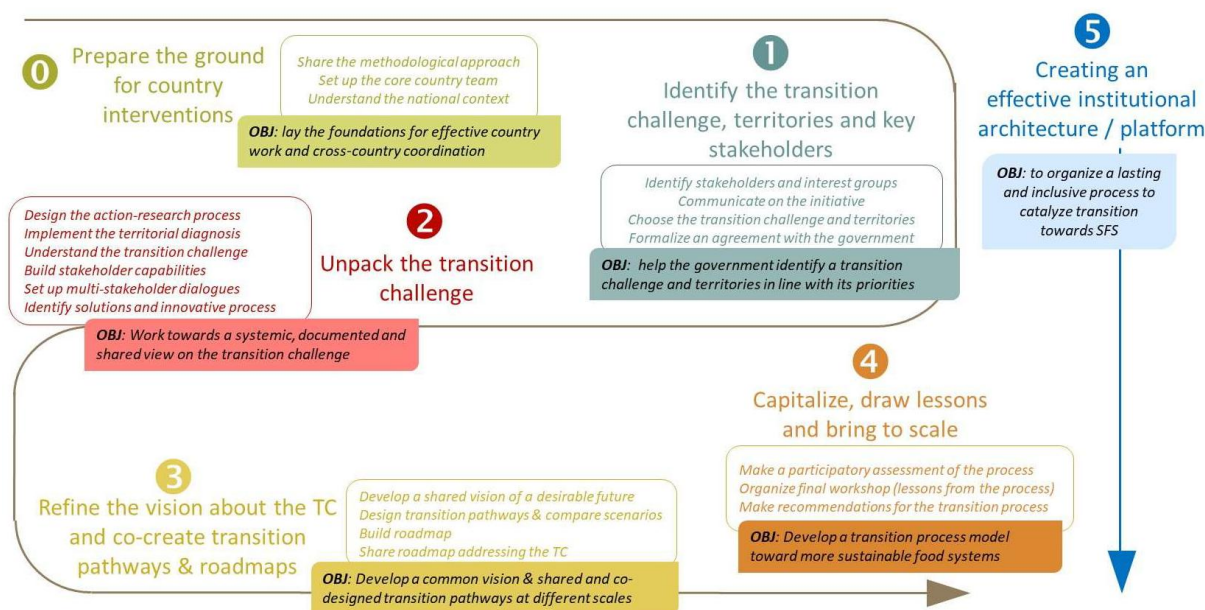 0
Prepare the ground
for country
interventions
Share the methodological approach
Set up the core country team
Understand the national context
OBJ: lay the foundations for effective country
work and cross-country coordination
1
Identify the transition
challenge, territories and key
stakeholders
Identify stakeholders and interest groups
Communicate on the initiative
Choose the transition challenge and territories
Formalize an agreement with the government
OBJ: help the government identify a transition
challenge and territories in line with its priorities
2
Unpack the transition
challenge
Design the action-research process
Implement the territorial diagnosis
Understand the transition challenge
Build stakeholder capabilities
Set up multi-stakeholder dialogues
Identify solutions and innovative process
OBJ: Work towards a systemic, documented and
shared view on the transition challenge
3
Refine the vision about the TC
and co-create transition
pathways & roadmaps
Develop a shared vision of a desirable future
Design transition pathways & compare scenarios
Build roadmap
Share roadmap addressing the TC
OBJ: Develop a common vision & shared and co-
designed transition pathways at different scales
4
Capitalize, draw lessons
and bring to scale
Make a participatory assessment of the process
Organize final workshop (lessons from the process)
Make recommendations for the transition process
OBJ: Develop a transition process model
toward more sustainable food systems
5
Creating an
effective institutional
architecture / platform
OBJ: to organize a lasting
and inclusive process to
catalyze transition
towards SFS